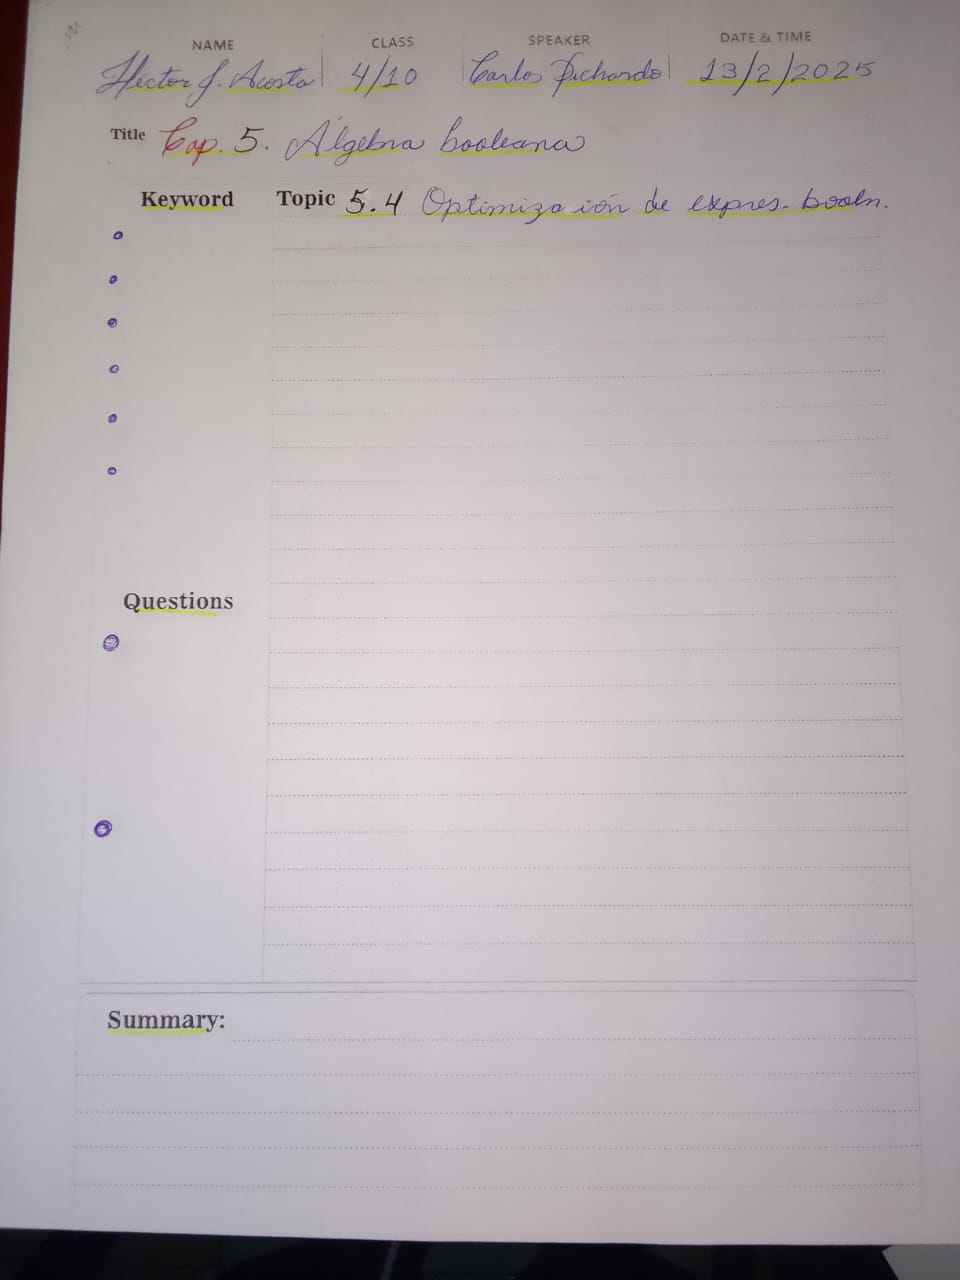 NAME CLASS SPEAKER DATE & TIME
Héctor J. Acosta 4/10 Carlos Pichardo 13/2/2025
Title Cap. 5. Álgebra booleana
Keyword Topic 5.4 Optimización de expres. booln.
Questions
Summary: